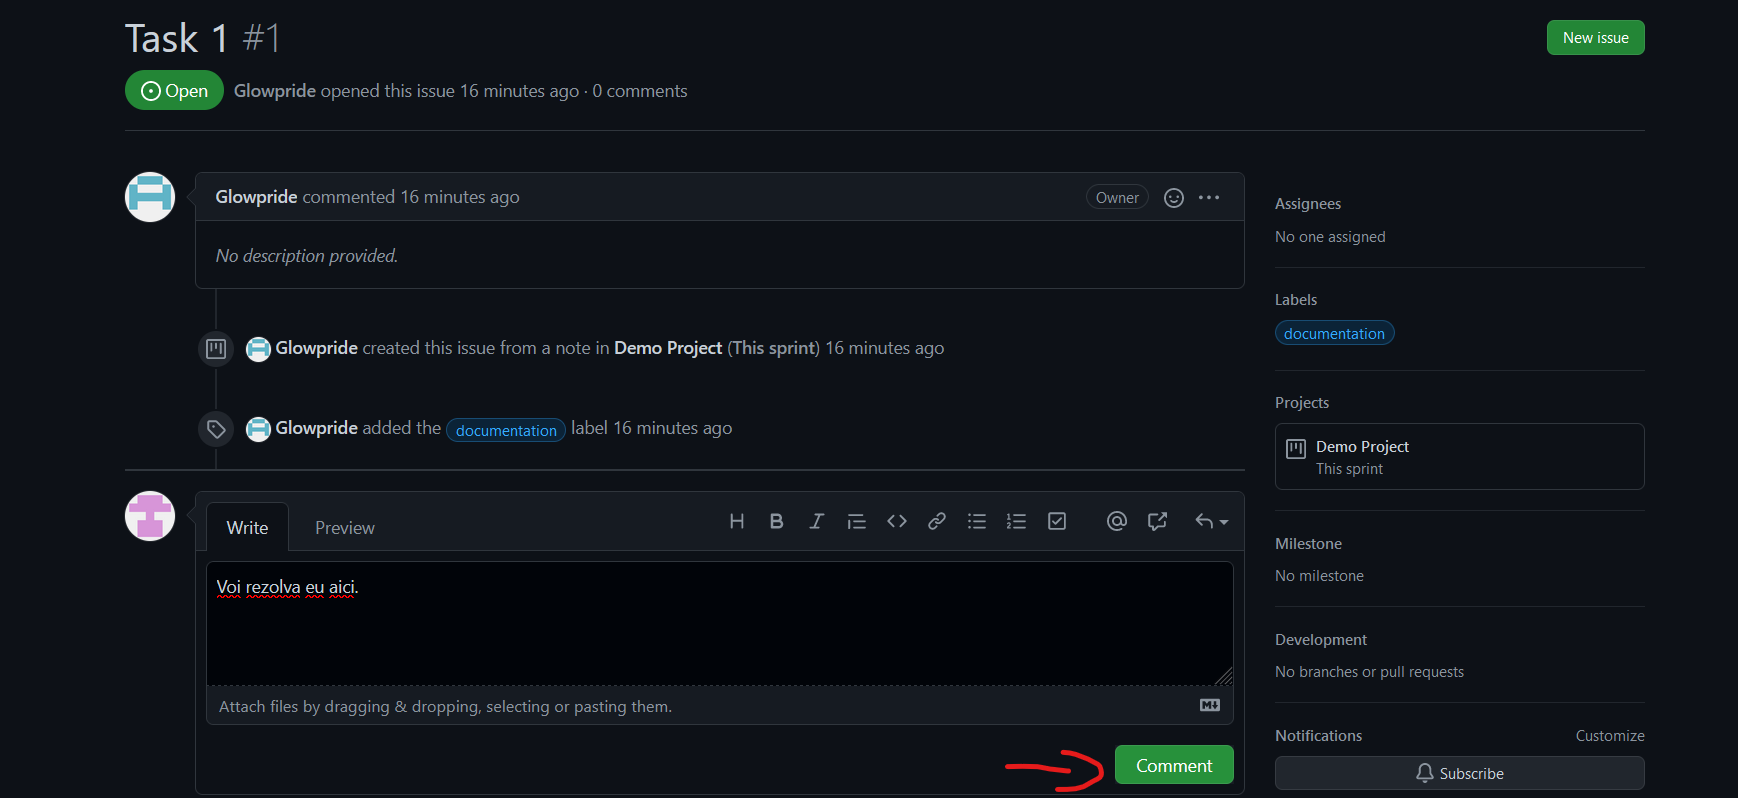 Task 1 #1
New issue
Open
Glowpride opened this issue 16 minutes ago · 0 comments
Glowpride commented 16 minutes ago
Owner
No description provided.
Glowpride created this issue from a note in Demo Project (This sprint) 16 minutes ago
Glowpride added the documentation label 16 minutes ago
Write
Preview
Voi rezolva eu aici.
Attach files by dragging & dropping, selecting or pasting them.
Comment
Assignees
No one assigned
Labels
documentation
Projects
Demo Project
This sprint
Milestone
No milestone
Development
No branches or pull requests
Notifications
Customize
Subscribe